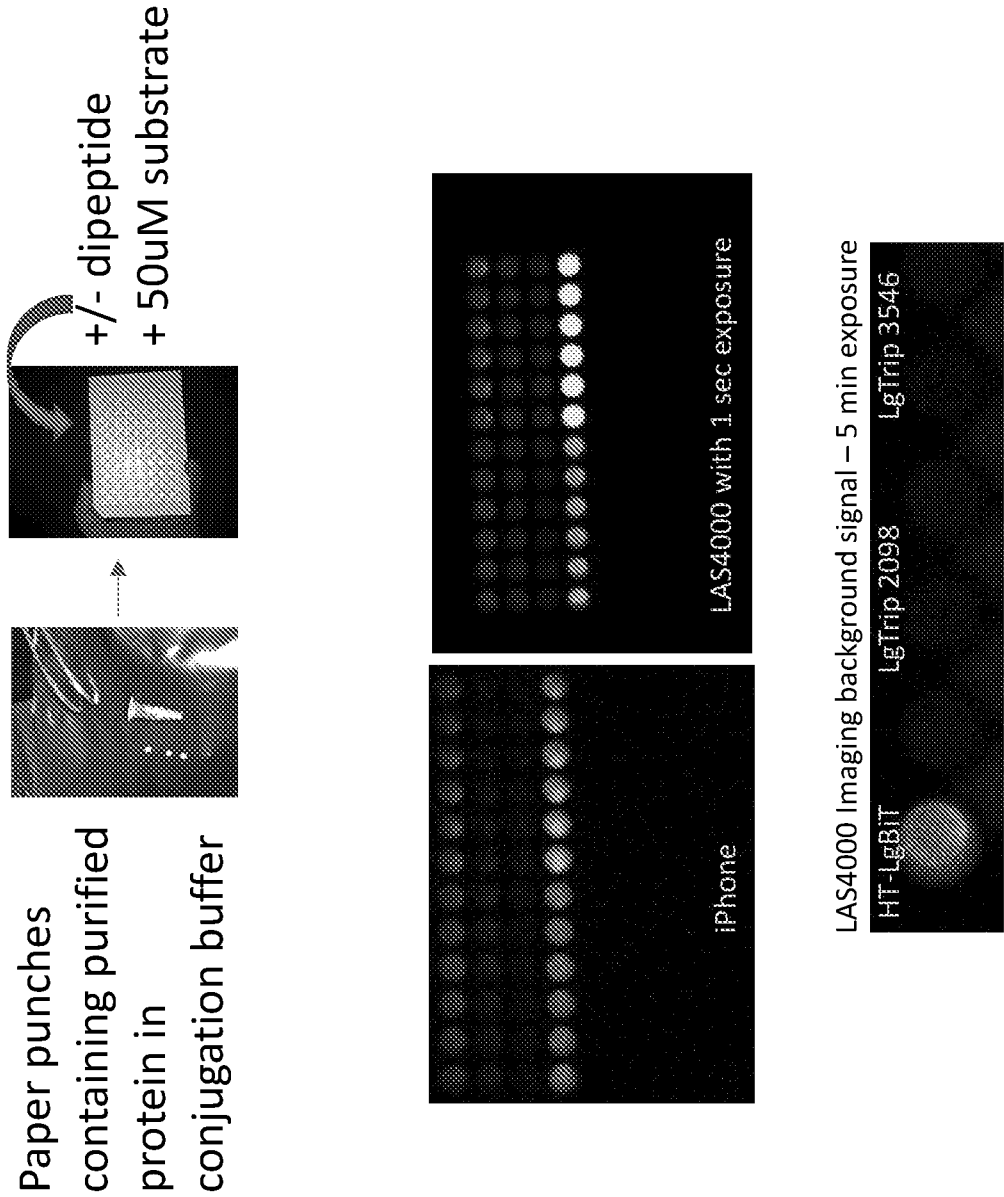 Paper punches
containing purified
protein in
conjugation buffer
+/- dipeptide
+ 50uM substrate
iPhone
LAS4000 with 1 sec exposure
LAS4000 Imaging background signal – 5 min exposure
HT-LgBiT
LgTrip 2098
LgTrip 3546